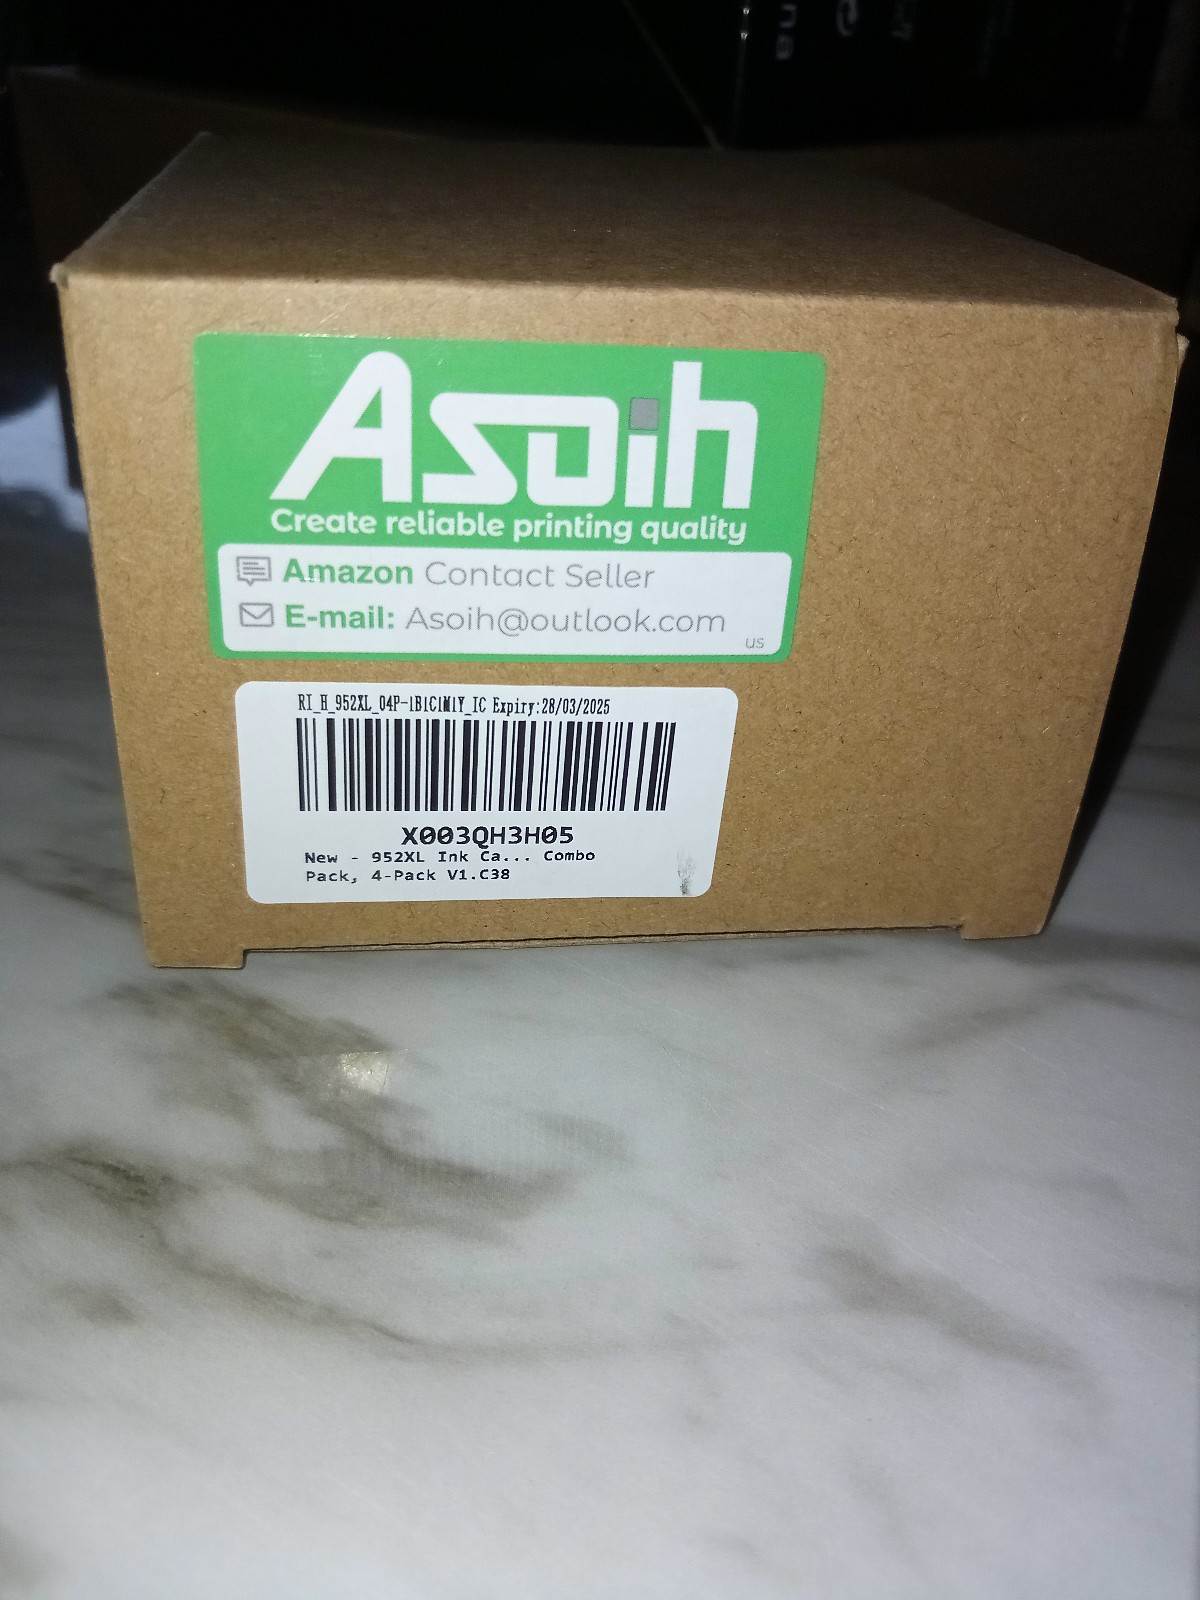 Asoih
Create reliable printing quality
Amazon Contact Seller
E-mail: Asoih@outlook.com
us
RI_H_952XL_04P-1B1C1M1Y_IC Expiry:28/03/2025
X003QH3H05
New - 952XL Ink Ca... Combo
Pack, 4-Pack V1.C38